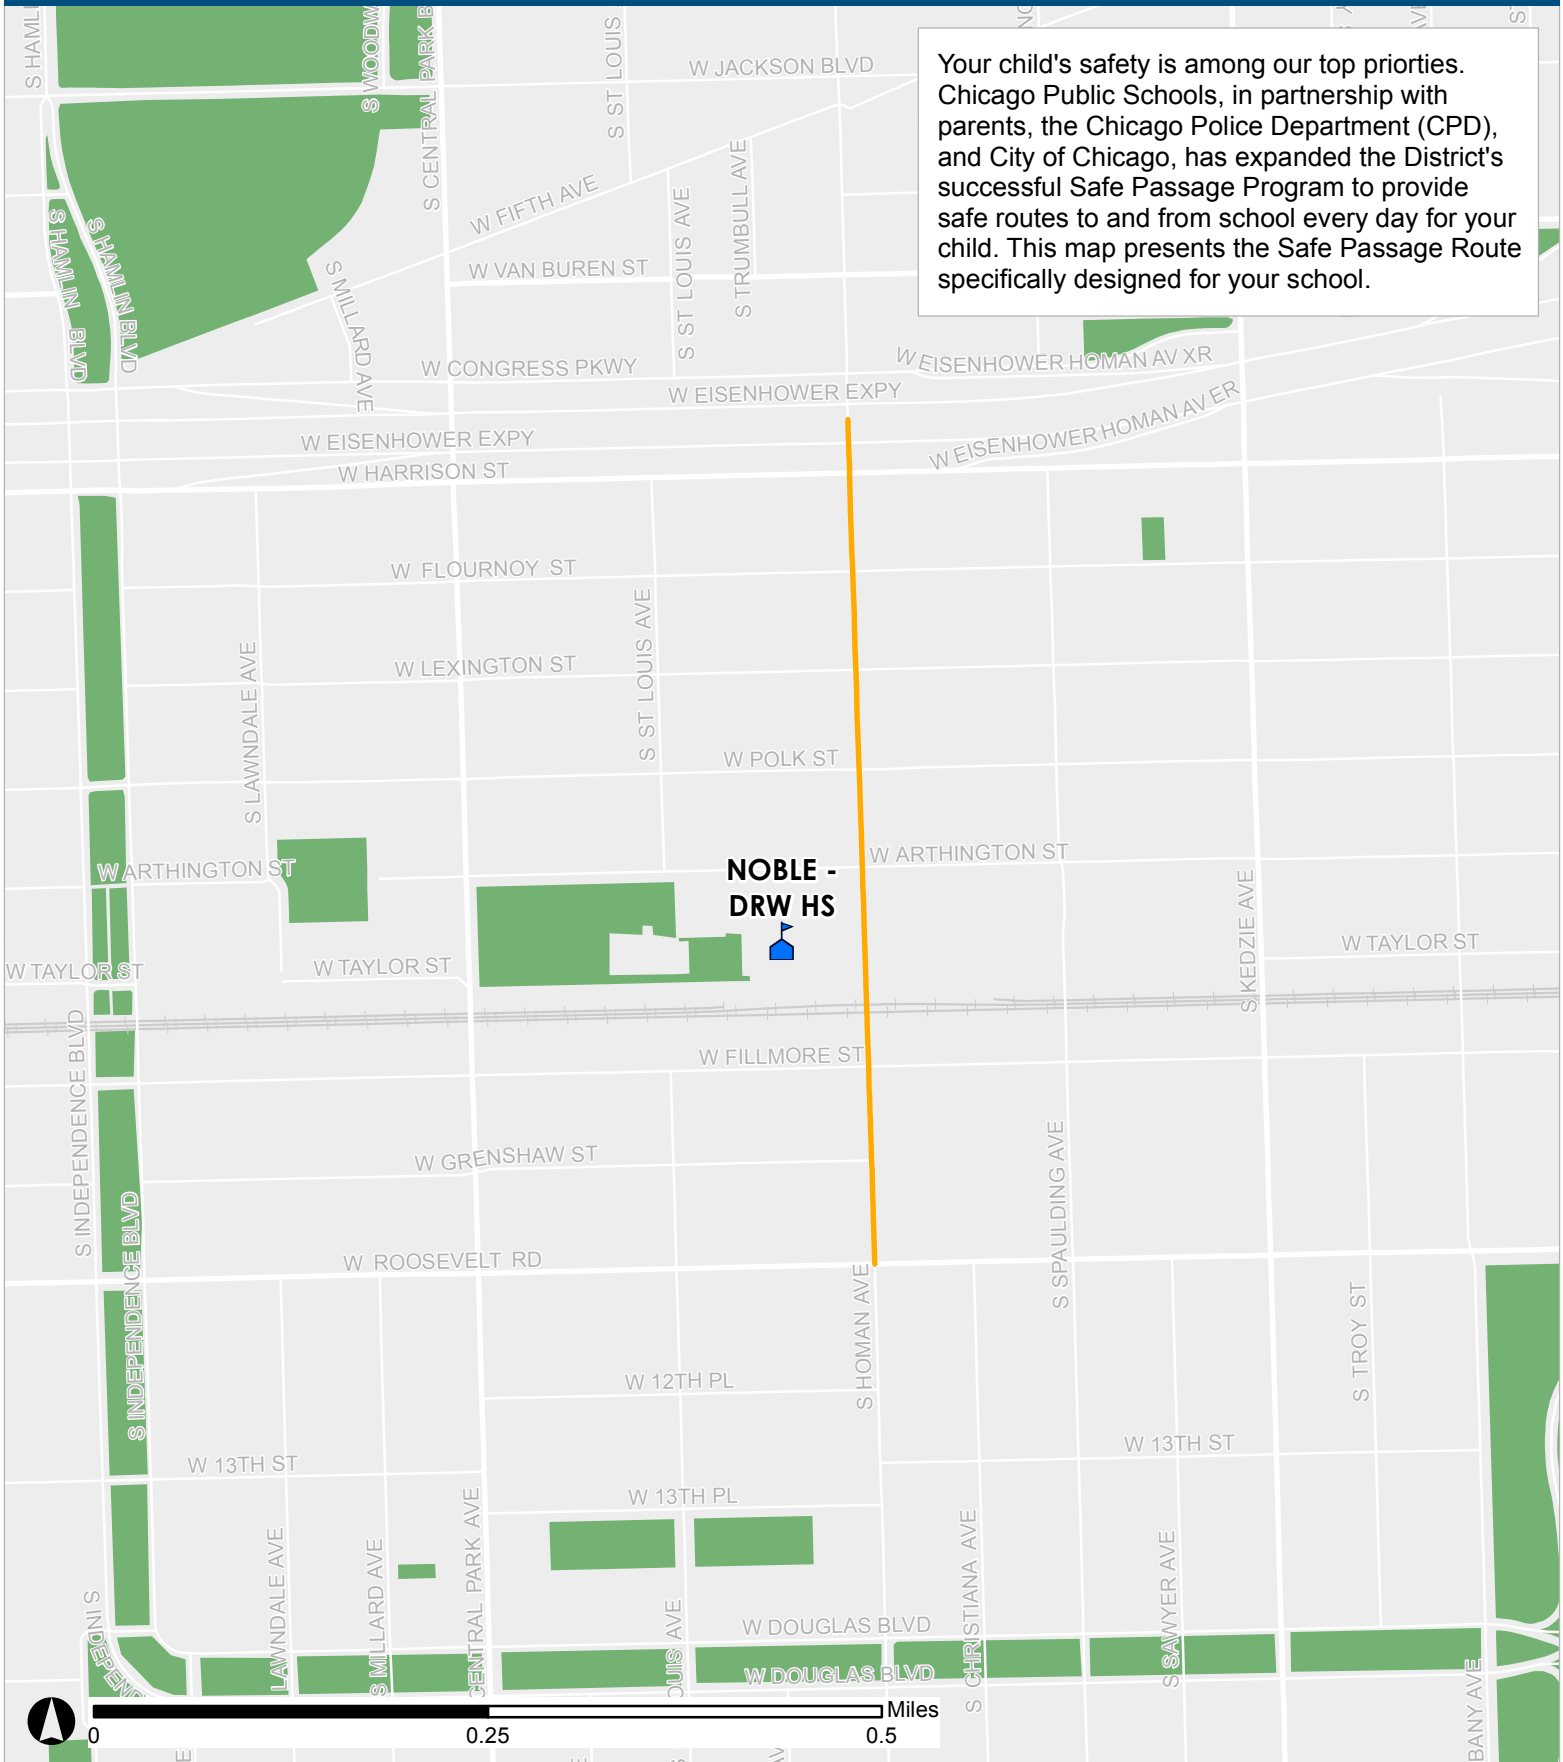 Your child's safety is among our top priorties.
Chicago Public Schools, in partnership with
parents, the Chicago Police Department (CPD),
and City of Chicago, has expanded the District's
successful Safe Passage Program to provide
safe routes to and from school every day for your
child. This map presents the Safe Passage Route
specifically designed for your school.
S HAML
S WOODW
S CENTRAL PARK B
S ST LOUIS
W JACKSON BLVD
W FIFTH AVE
S ST LOUIS AVE
S TRUMBULL AVE
W VAN BUREN ST
S HAMLIN BLVD
S HAMLIN BLVD
S MILLARD AVE
W CONGRESS PKWY
W EISENHOWER HOMAN AV XR
W EISENHOWER EXPY
W EISENHOWER HOMAN AV ER
W EISENHOWER EXPY
W HARRISON ST
W FLOURNOY ST
S ST LOUIS AVE
S LAWNDALE AVE
W LEXINGTON ST
W POLK ST
W ARTHINGTON ST
W ARTHINGTON ST
NOBLE -
DRW HS
S KEDZIE AVE
W TAYLOR ST
W TAYLOR ST
W TAYLOR ST
S INDEPENDENCE BLVD
W FILLMORE ST
W GRENSHAW ST
S SPAULDING AVE
S INDEPENDENCE BLVD
W ROOSEVELT RD
S HOMAN AVE
S TROY ST
W 12TH PL
W 13TH ST
W 13TH ST
W 13TH PL
LAWNDALE AVE
S MILLARD AVE
CENTRAL PARK AVE
OUIS AVE
S CHRISTIANA AVE
S SAWYER AVE
W DOUGLAS BLVD
W DOUGLAS BLVD
BANY AVE
Miles
0
0.25
0.5